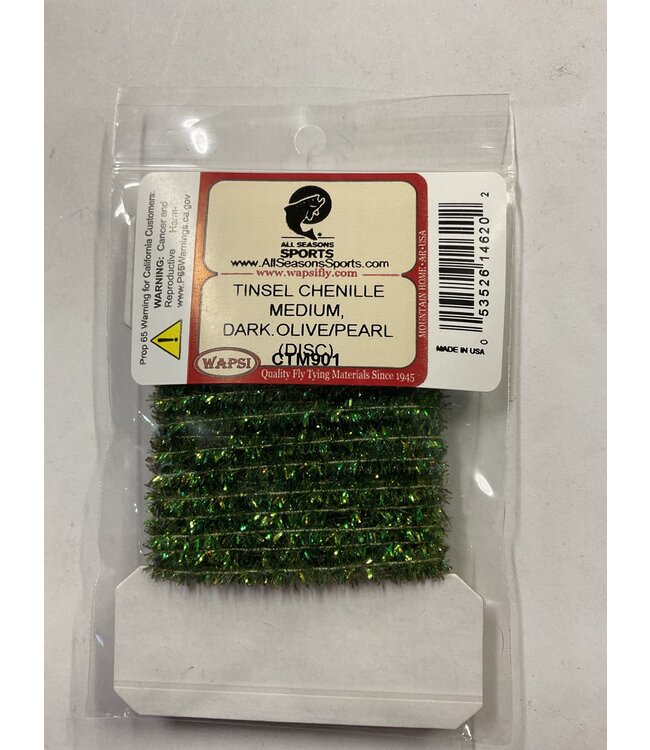 Prop 65 Warning for California Customers:
WARNING: Cancer and
Reproductive Harm-
www.P65Warnings.ca.gov
ALL SEASONS
SPORTS
www.AllSeasonsSports.com
www.wapsifly.com
TINSEL CHENILLE
MEDIUM,
DARK.OLIVE/PEARL
(DISC)
CTM901
WAPSI
Quality Fly Tying Materials Since 1945
MOUNTAIN HOME • AR • USA
0 53526 14620 2
MADE IN USA